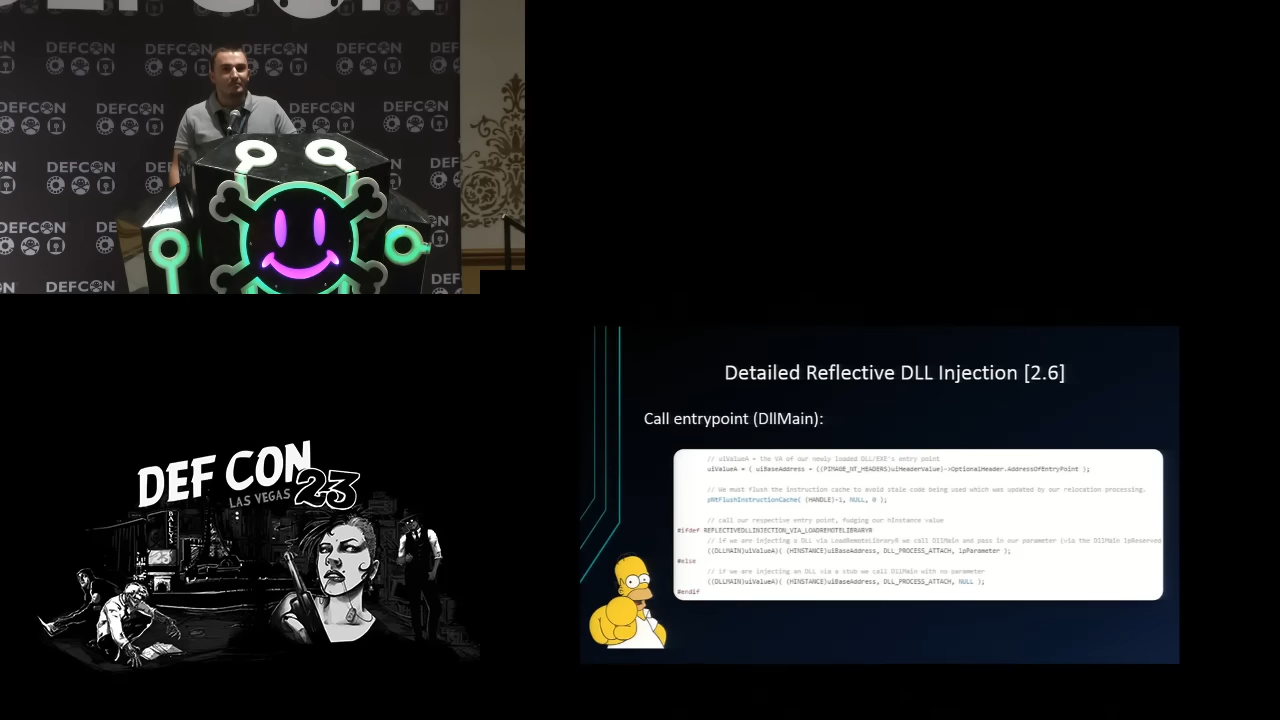 DEFCON
DEFCON
DEFCON
DEFCON
DEFCON
DEFCON
DEFCON
DEFCON
DEFCON
DEFCON
DEFCON
DEF CON
LAS VEGAS 23
BALLY
Detailed Reflective DLL Injection [2.6]
Call entrypoint (DllMain):
// uiValueA = the VA of our newly loaded DLL/EXE's entry point
uiValueA = ( uiBaseAddress + ((PIMAGE_NT_HEADERS)uiHeaderValue)->OptionalHeader.AddressOfEntryPoint );
// We must flush the instruction cache to avoid stale code being used which was updated by our relocation processing.
pNtFlushInstructionCache( (HANDLE)-1, NULL, 0 );
// call our respective entry point, fudging our hInstance value
#ifdef REFLECTIVEDLLINJECTION_VIA_LOADREMOTELIBRARYR
// if we are injecting a DLL via LoadRemoteLibraryR we call DllMain and pass in our parameter (via the DllMain lpReserved
((DLLMAIN)uiValueA)( (HINSTANCE)uiBaseAddress, DLL_PROCESS_ATTACH, lpParameter );
#else
// if we are injecting an DLL via a stub we call DllMain with no parameter
((DLLMAIN)uiValueA)( (HINSTANCE)uiBaseAddress, DLL_PROCESS_ATTACH, NULL );
#endif